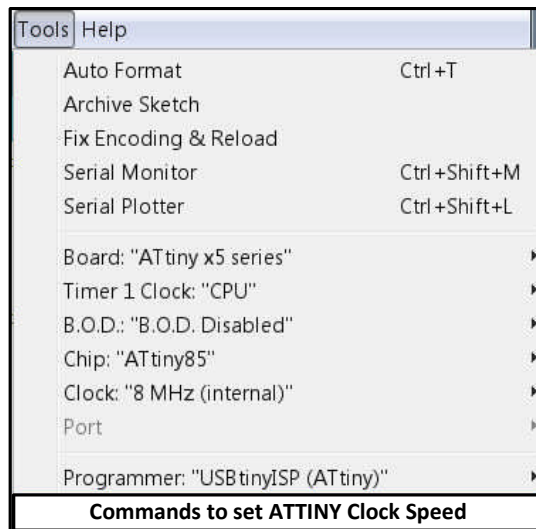 Tools Help
Auto Format Ctrl+T
Archive Sketch
Fix Encoding & Reload
Serial Monitor Ctrl+Shift+M
Serial Plotter Ctrl+Shift+L
Board: "ATtiny x5 series"
Timer 1 Clock: "CPU"
B.O.D.: "B.O.D. Disabled"
Chip: "ATtiny85"
Clock: "8 MHz (internal)"
Port
Programmer: "USBtinyISP (ATtiny)"
Commands to set ATTINY Clock Speed